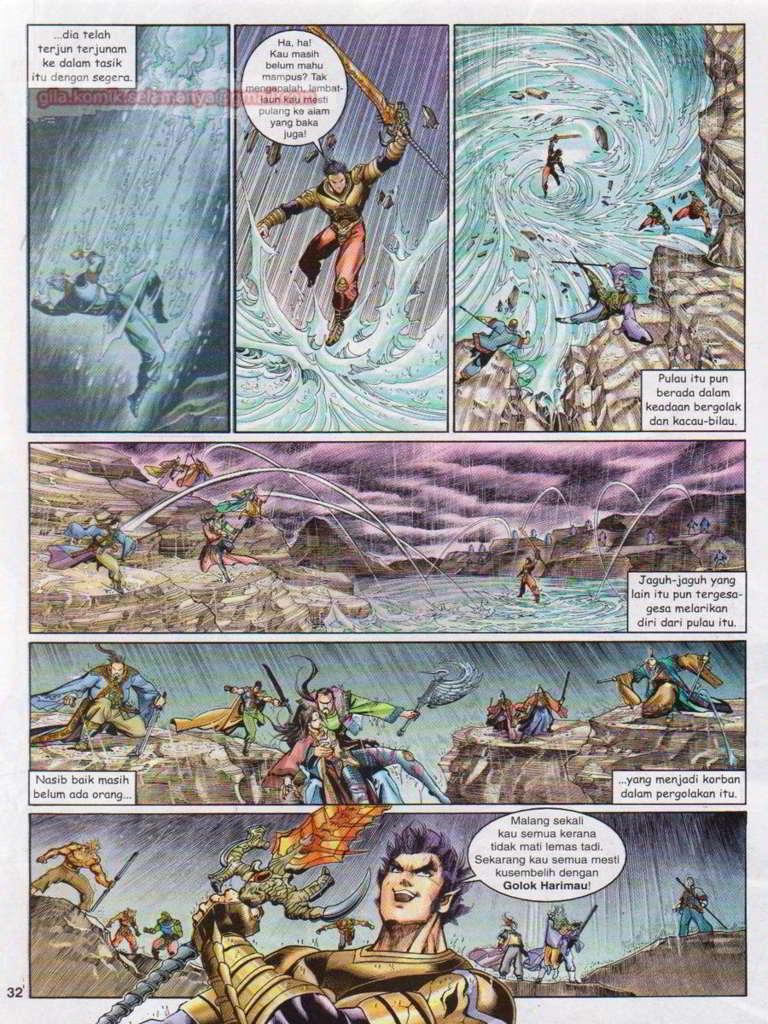 ...dia telah
terjun terjunam
ke dalam tasik
itu dengan segera.
Ha, ha!
Kau masih
belum mahu
mampus? Tak
mengapalah, lambat-
laun kau mesti
pulang ke alam
yang baka
juga!
Pulau itu pun
berada dalam
keadaan bergolak
dan kacau-bilau.
Jaguh-jaguh yang
lain itu pun tergesa-
gesa melarikan
diri dari pulau itu.
Nasib baik masih
belum ada orang...
...yang menjadi korban
dalam pergolakan itu.
Malang sekali
kau semua kerana
tidak mati lemas tadi.
Sekarang kau semua mesti
kusembelih dengan
Golok Harimau!
32